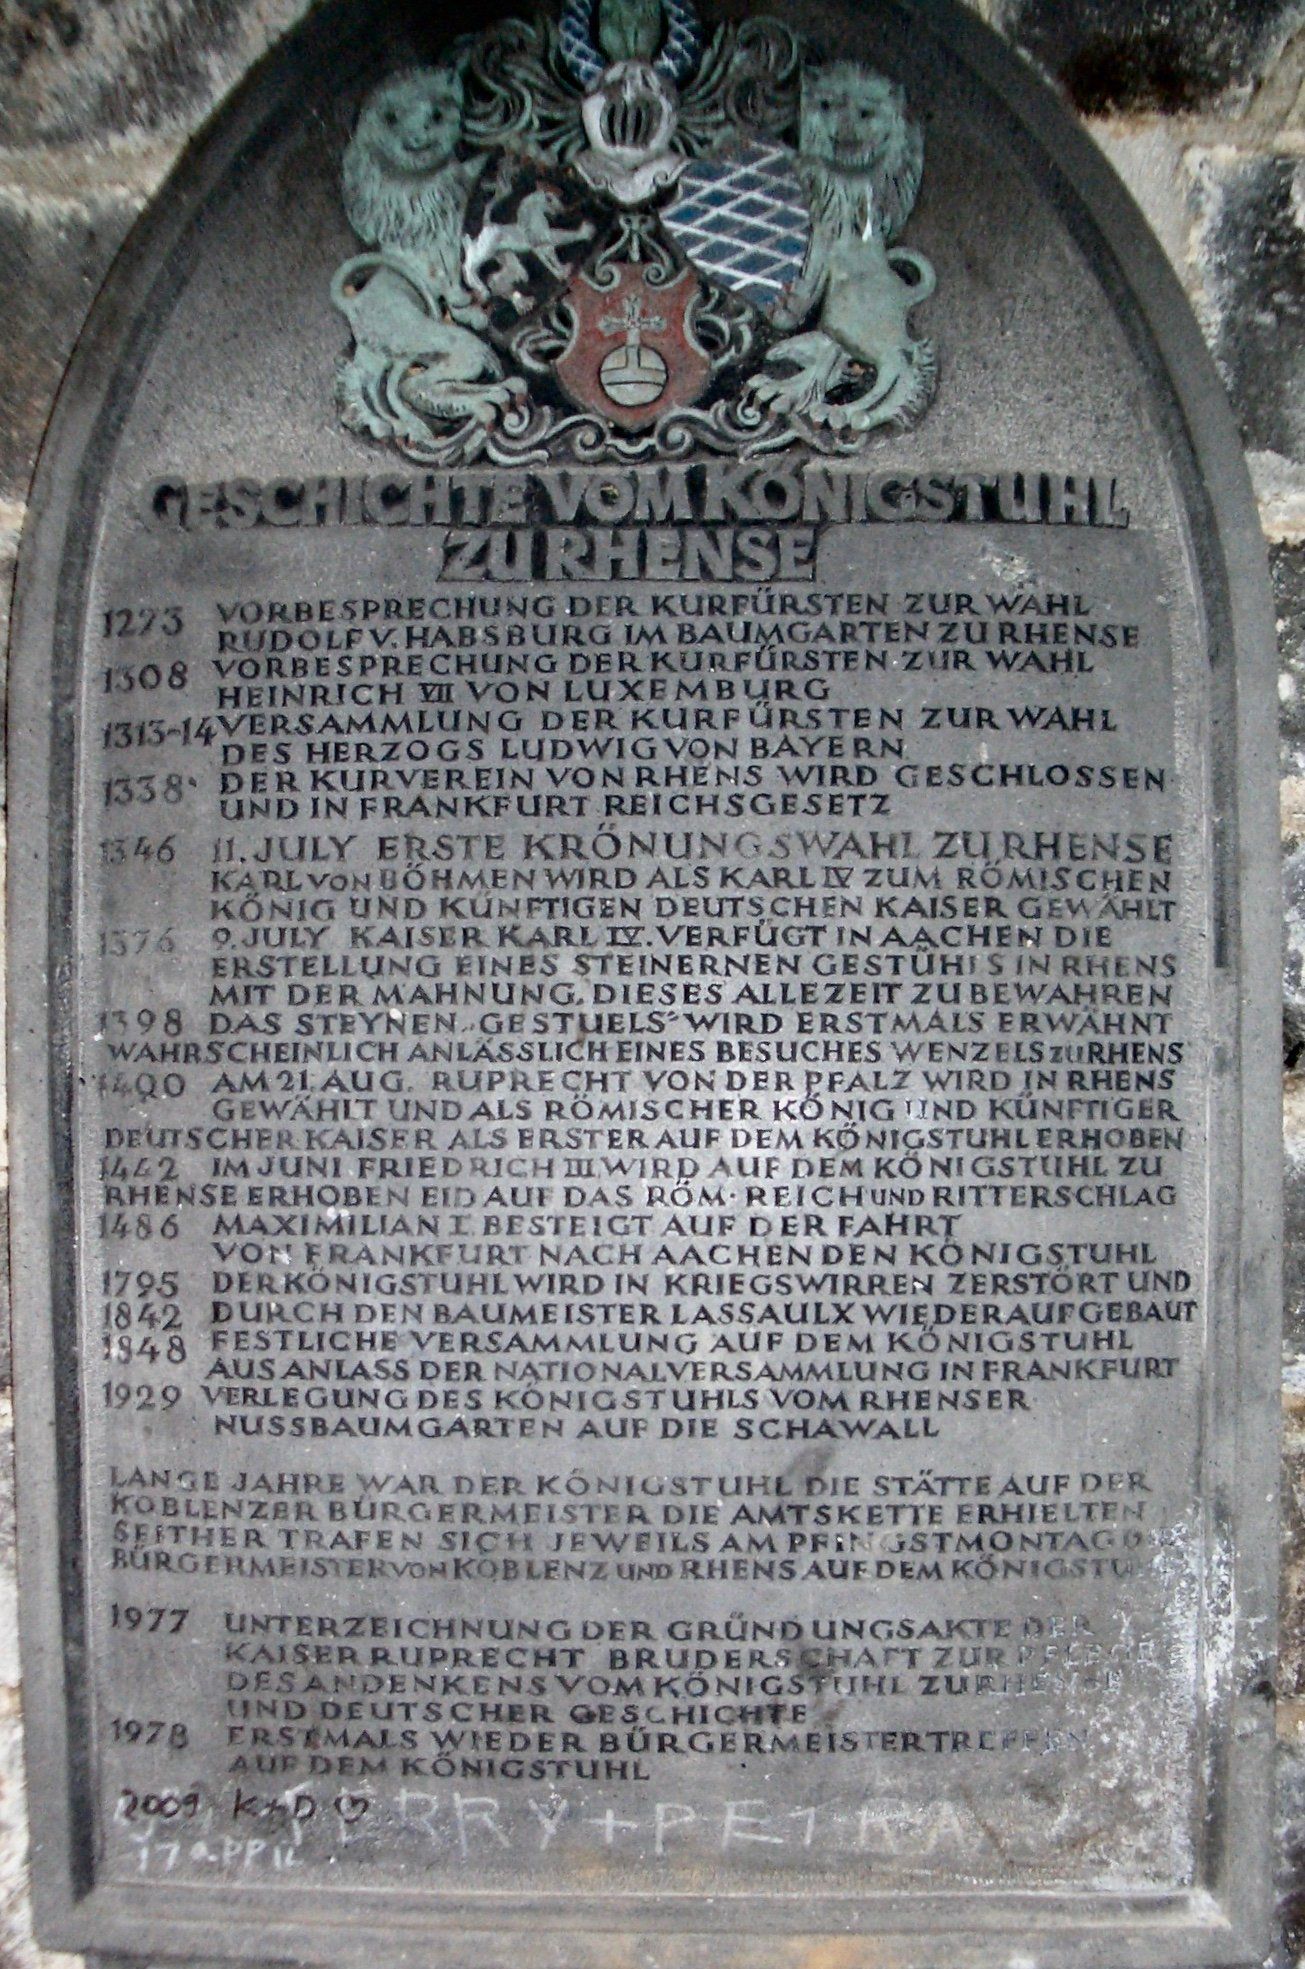 GESCHICHTE VOM KÖNIGSTUHL
ZU RHENSE
1273 VORBESPRECHUNG DER KURFÜRSTEN ZUR WAHL
RUDOLF V. HABSBURG IM BAUMGARTEN ZU RHENSE
1308 VORBESPRECHUNG DER KURFÜRSTEN ZUR WAHL
HEINRICH VII VON LUXEMBURG
1313-14 VERSAMMLUNG DER KURFÜRSTEN ZUR WAHL
DES HERZOGS LUDWIG VON BAYERN
1338 DER KURVEREIN VON RHENS WIRD GESCHLOSSEN
UND IN FRANKFURT REICHSGESETZ
1346 11. JULY ERSTE KRÖNUNGSWAHL ZU RHENSE
KARL VON BÖHMEN WIRD ALS KARL IV ZUM RÖMISCHEN
KÖNIG UND KÜNFTIGEN DEUTSCHEN KAISER GEWÄHLT
1376 9. JULY KAISER KARL IV. VERFÜGT IN AACHEN DIE
ERSTELLUNG EINES STEINERNEN GESTÜHLS IN RHENS
MIT DER MAHNUNG, DIESES ALLEZEIT ZU BEWAHREN
1398 DAS STEYNEN „GESTUELS" WIRD ERSTMALS ERWÄHNT
WAHRSCHEINLICH ANLÄSSLICH EINES BESUCHES WENZELS ZU RHENS
1400 AM 21. AUG. RUPRECHT VON DER PFALZ WIRD IN RHENS
GEWÄHLT UND ALS RÖMISCHER KÖNIG UND KÜNFTIGER
DEUTSCHER KAISER ALS ERSTER AUF DEM KÖNIGSTUHL ERHOBEN
1442 IM JUNI FRIEDRICH III. WIRD AUF DEM KÖNIGSTUHL ZU
RHENSE ERHOBEN EID AUF DAS RÖM. REICH UND RITTERSCHLAG
1486 MAXIMILIAN I. BESTEIGT AUF DER FAHRT
VON FRANKFURT NACH AACHEN DEN KÖNIGSTUHL
1795 DER KÖNIGSTUHL WIRD IN KRIEGSWIRREN ZERSTÖRT UND
1842 DURCH DEN BAUMEISTER LASSAULX WIEDERAUFGEBAUT
1848 FESTLICHE VERSAMMLUNG AUF DEM KÖNIGSTUHL
AUS ANLASS DER NATIONALVERSAMMLUNG IN FRANKFURT
1929 VERLEGUNG DES KÖNIGSTUHLS VOM RHENSER
NUSSBAUMGARTEN AUF DIE SCHAWALL
LANGE JAHRE WAR DER KÖNIGSTUHL DIE STÄTTE AUF DER
KOBLENZER BÜRGERMEISTER DIE AMTSKETTE ERHIELTEN
SEITHER TRAFEN SICH JEWEILS AM PFINGSTMONTAG
BÜRGERMEISTER VON KOBLENZ UND RHENS AUF DEM KÖNIGSTUHL
1977 UNTERZEICHNUNG DER GRÜNDUNGSAKTE DER
KAISER RUPRECHT BRUDERSCHAFT ZUR PFLEGE
DES ANDENKENS VOM KÖNIGSTUHL ZU RHENSE
UND DEUTSCHER GESCHICHTE
1978 ERSTMALS WIEDER BÜRGERMEISTERTREFFEN
AUF DEM KÖNIGSTUHL
2009 K+D
+ PETRA
17